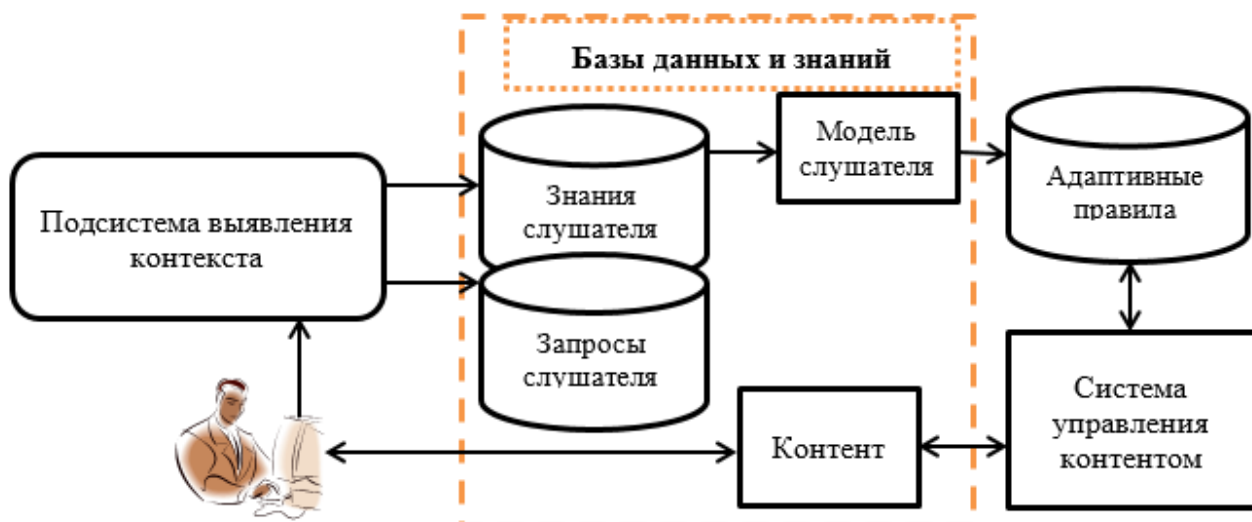 Базы данных и знаний
Модель
слушателя
Знания
слушателя
Адаптивные
правила
Подсистема выявления
контекста
Запросы
слушателя
Контент
Система
управления
контентом